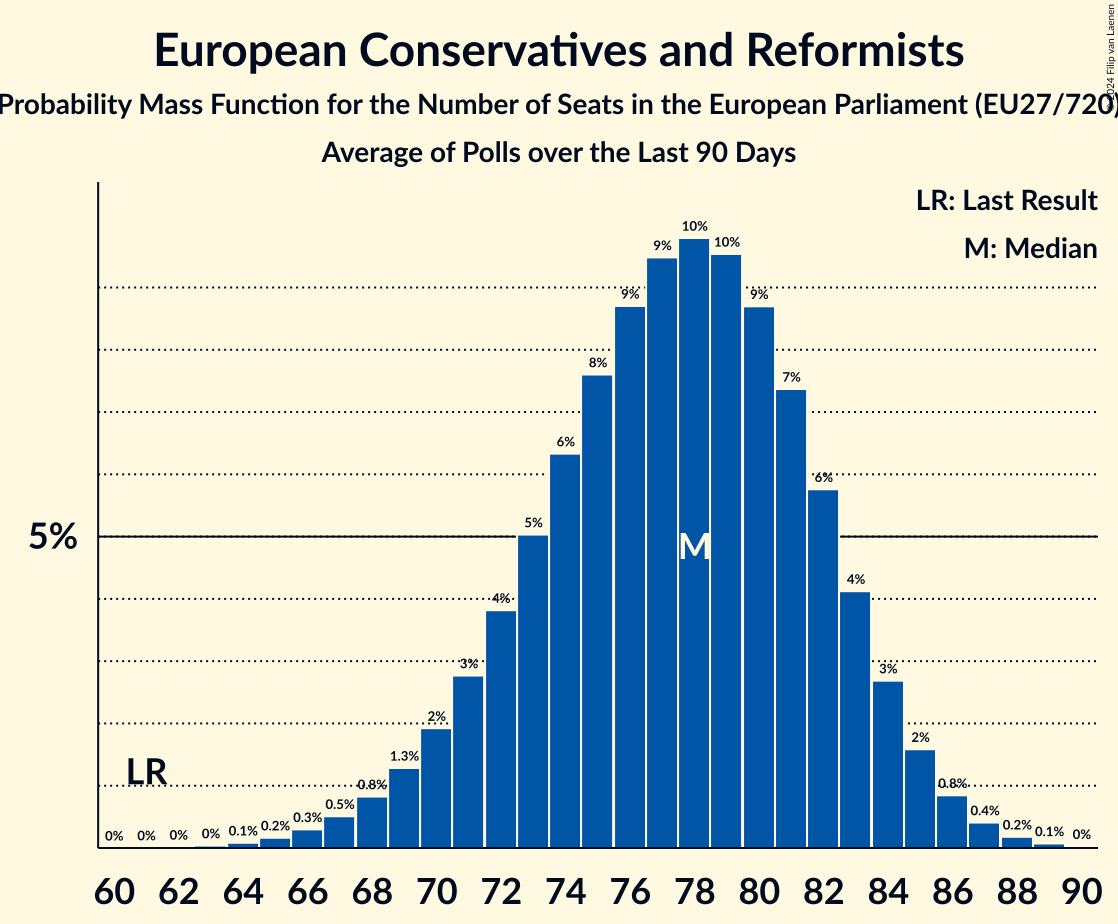 European Conservatives and Reformists
Probability Mass Function for the Number of Seats in the European Parliament (EU27/720)
Average of Polls over the Last 90 Days
© 2024 Filip van Laenen
LR: Last Result
M: Median
10%
9% 10%
9% 9%
8%
7%
6%
6%
5%
5%
M
4%
4%
3%
3%
2%
2%
LR
1.3%
0.8% 0.8%
0.5% 0.4%
0% 0% 0% 0% 0.1% 0.2% 0.3% 0.2% 0.1% 0%
60 62 64 66 68 70 72 74 76 78 80 82 84 86 88 90